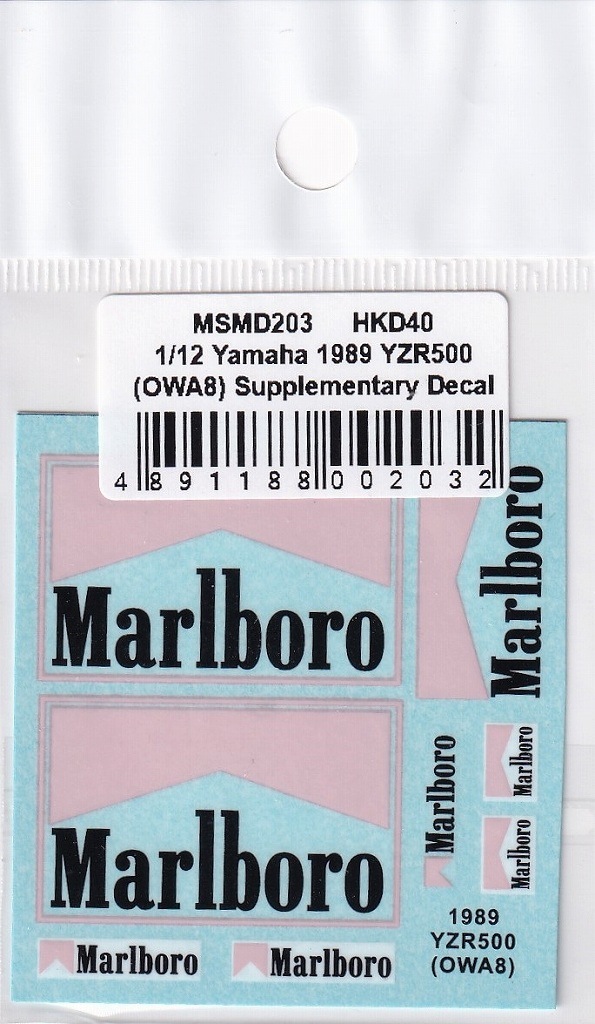 MSMD203 HKD40
1/12 Yamaha 1989 YZR500
(OWA8) Supplementary Decal
4 891188 002032
Marlboro
Marlboro
Marlboro
Marlboro
Marlboro
Marlboro
Marlboro
Marlboro
1989
YZR500
(OWA8)